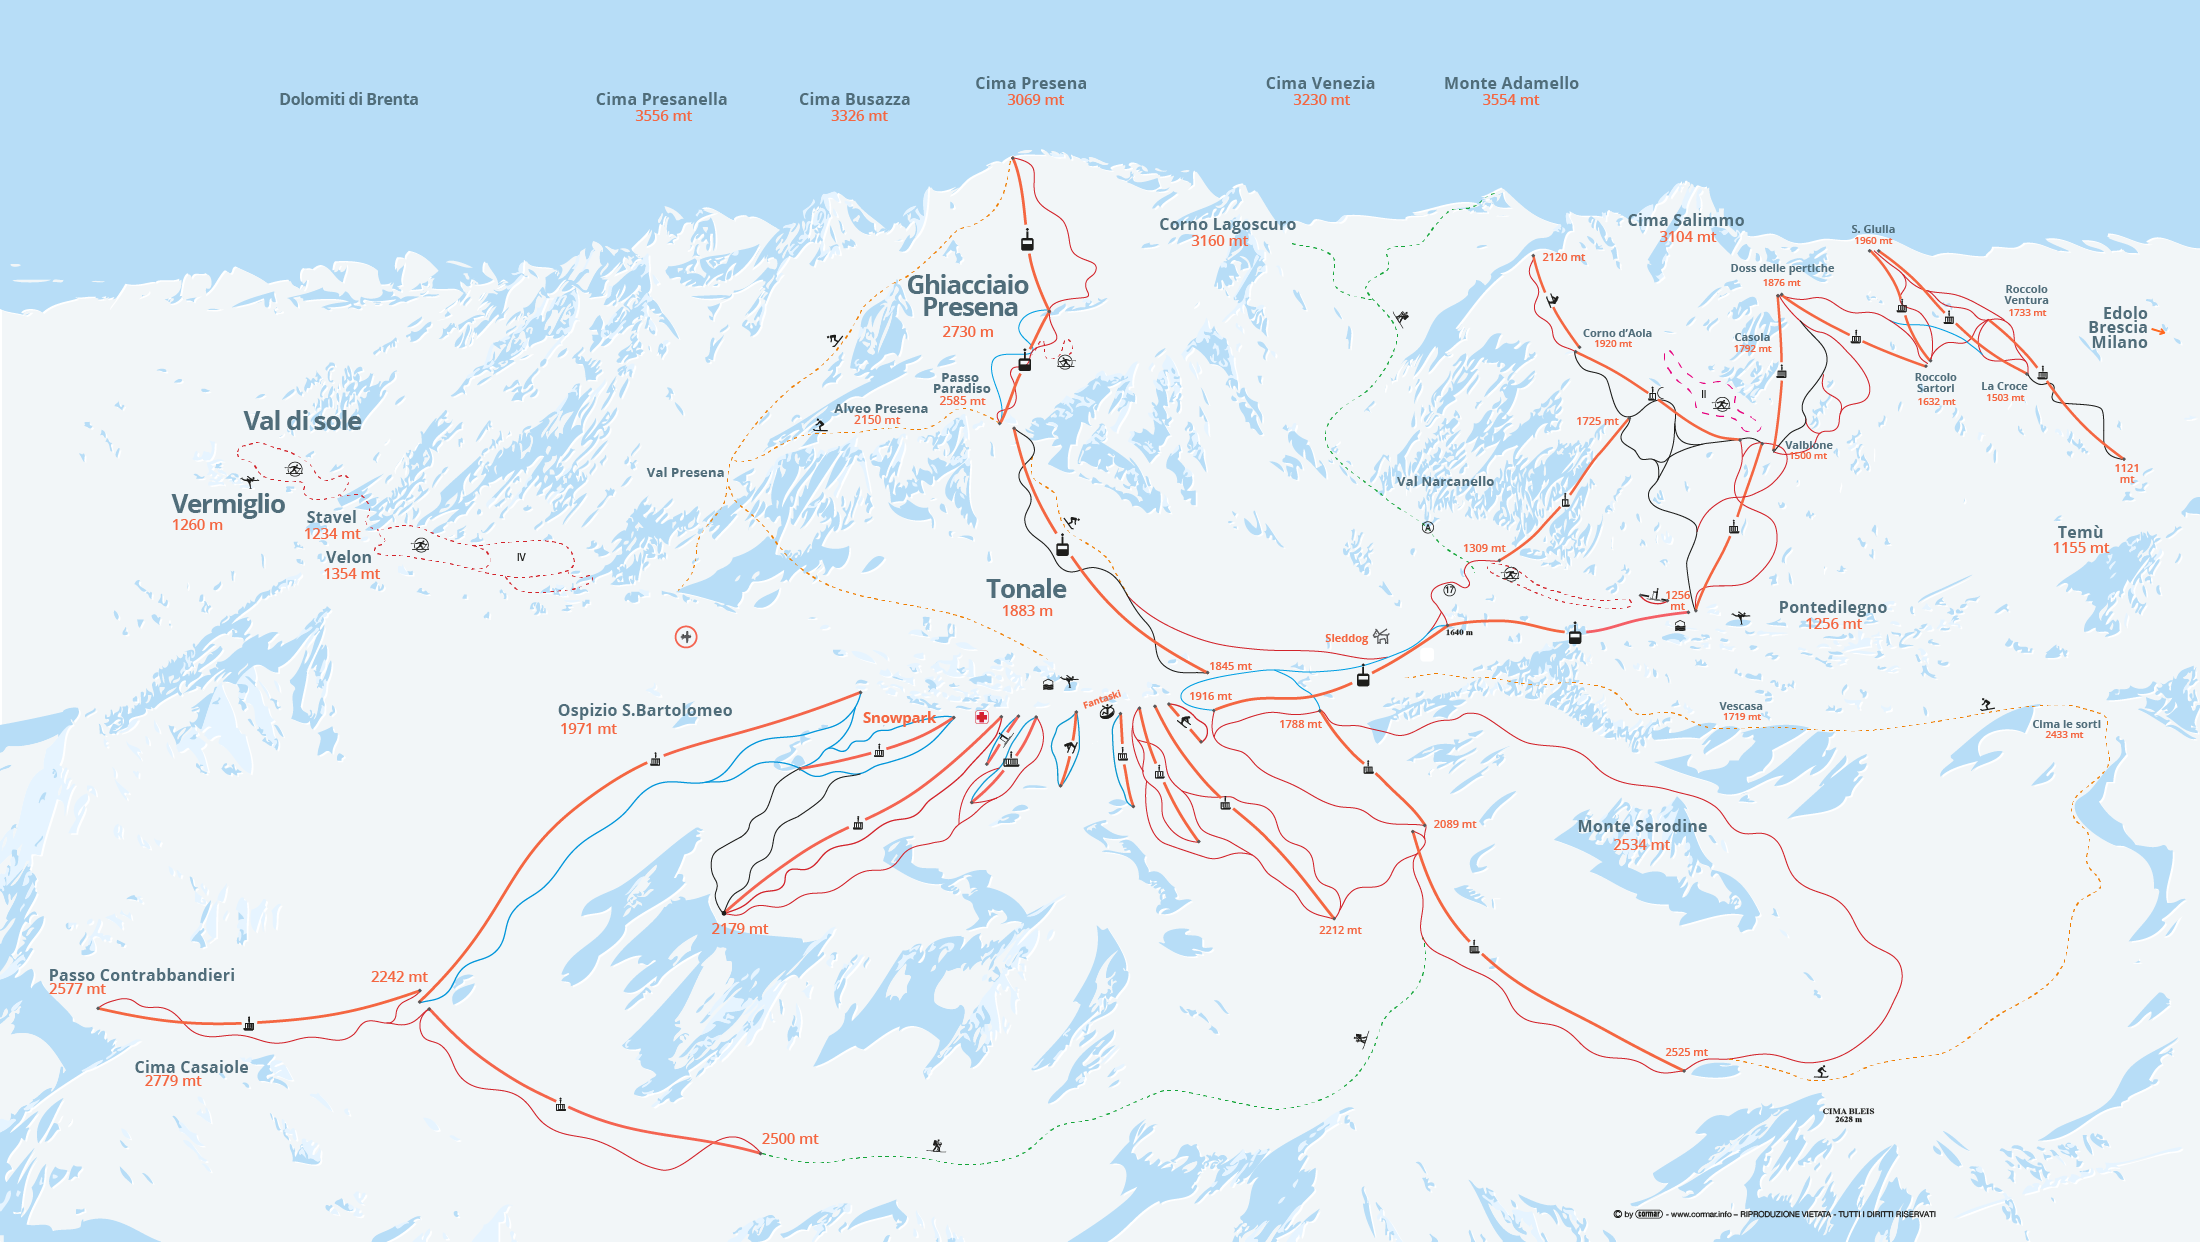 Cima Presena
3069 mt
Cima Venezia
3230 mt
Monte Adamello
3554 mt
Dolomiti di Brenta
Cima Presanella
3556 mt
Cima Busazza
3326 mt
Corno Lagoscuro
3160 mt
Cima Salimmo
3104 mt
S. Giulia
1960 mt
2120 mt
Doss delle pertiche
1876 mt
Ghiacciaio
Presena
2730 m
Roccolo
Ventura
1733 mt
Edolo
Brescia
Milano
Corno d'Aola
1920 mt
Casola
1792 mt
Passo
Paradiso
2585 mt
Roccolo
Sartori
1632 mt
La Croce
1503 mt
Alveo Presena
2150 mt
II
1725 mt
Val di sole
Valbione
1500 mt
Val Presena
1121
mt
Val Narcanello
Vermiglio
1260 m
Stavel
1234 mt
A
Temù
1155 mt
Velon
1354 mt
IV
1309 mt
Tonale
1883 m
17
1256
mt
Pontedilegno
1256 mt
Sleddog
1640 m
1845 mt
1916 mt
Fantaski
Ospizio S.Bartolomeo
1971 mt
Snowpark
1788 mt
Vescasa
1719 mt
Cima le sorti
2433 mt
2089 mt
Monte Serodine
2534 mt
2179 mt
2212 mt
Passo Contrabbandieri
2577 mt
2242 mt
2525 mt
Cima Casaiole
2779 mt
CIMA BLEIS
2628 m
2500 mt
© by cormar - www.cormar.info – RIPRODUZIONE VIETATA - TUTTI I DIRITTI RISERVATI